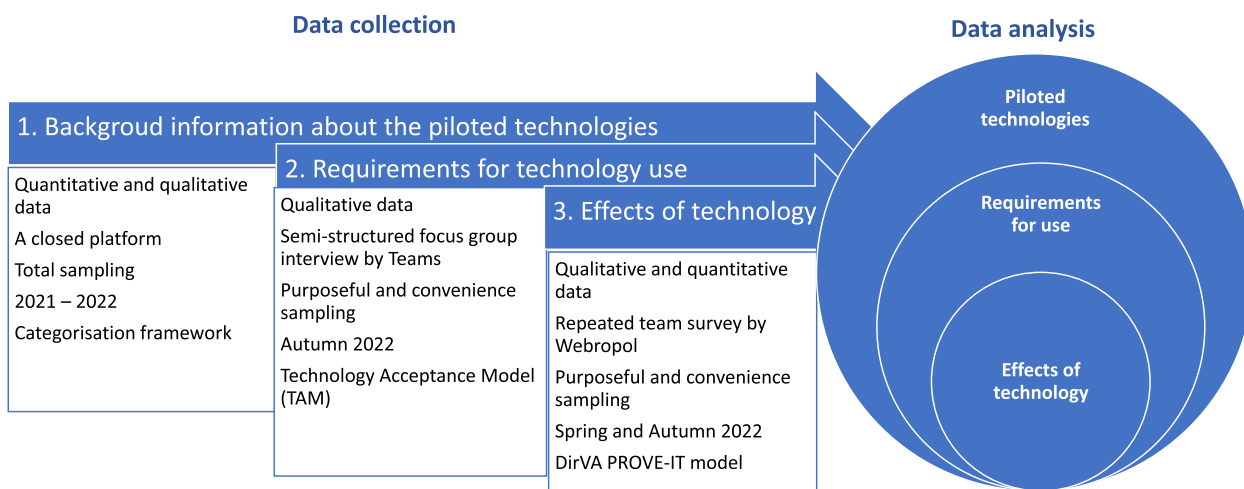 Data collection
Data analysis
1. Backgroud information about the piloted technologies
Quantitative and qualitative
data
A closed platform
Total sampling
2021 – 2022
Categorisation framework
2. Requirements for technology use
Qualitative data
Semi-structured focus group
interview by Teams
Purposeful and convenience
sampling
Autumn 2022
Technology Acceptance Model
(TAM)
3. Effects of technology
Qualitative and quantitative
data
Repeated team survey by
Webropol
Purposeful and convenience
sampling
Spring and Autumn 2022
DirVA PROVE-IT model
Piloted
technologies
Requirements
for use
Effects of
technology